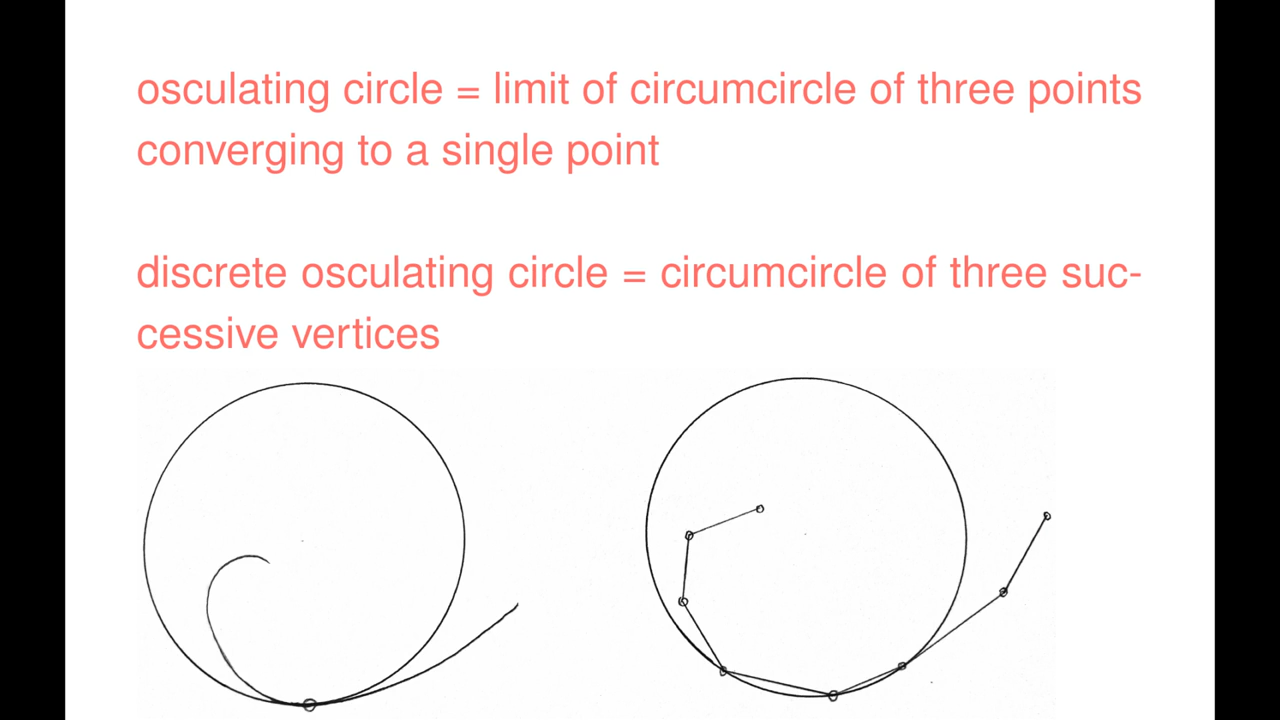 osculating circle = limit of circumcircle of three points
converging to a single point
discrete osculating circle = circumcircle of three suc-
cessive vertices